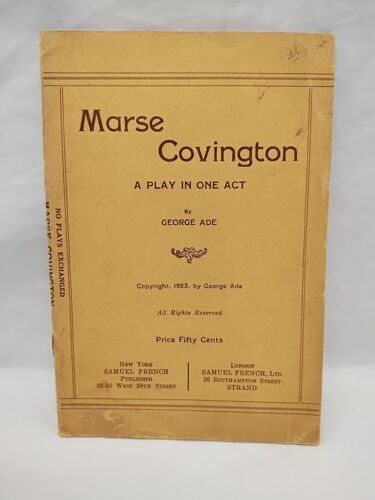 Marse
Covington
A PLAY IN ONE ACT
By
GEORGE ADE
Copyright, 1923, by George Ade
All Rights Reserved
Price Fifty Cents
New York
SAMUEL FRENCH
Publisher
28-30 West 38th Street
London
SAMUEL FRENCH, Ltd.
26 Southampton Street
STRAND
NO PLAYS EXCHANGED
MARSE COVINGTON